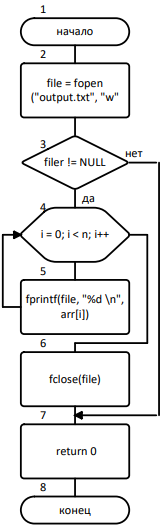 1
начало
2
file = fopen
("output.txt", "w"
3
filer != NULL
нет
да
4
i = 0; i < n; i++
5
fprintf(file, "%d \n",
arr[i])
6
fclose(file)
7
return 0
8
конец